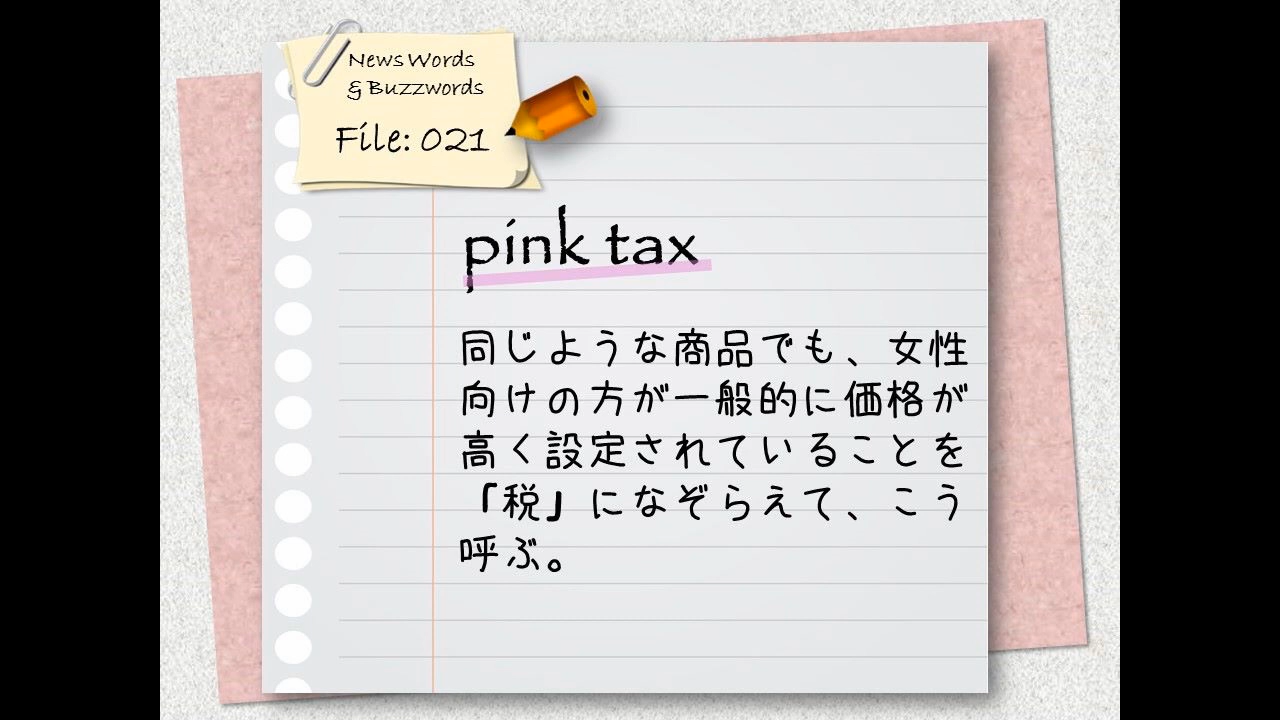 News Words
& Buzzwords
File: 021
pink tax
同じような商品でも、女性
向けの方が一般的に価格が
高く設定されていることを
「税」になぞらえて、こう
呼ぶ。